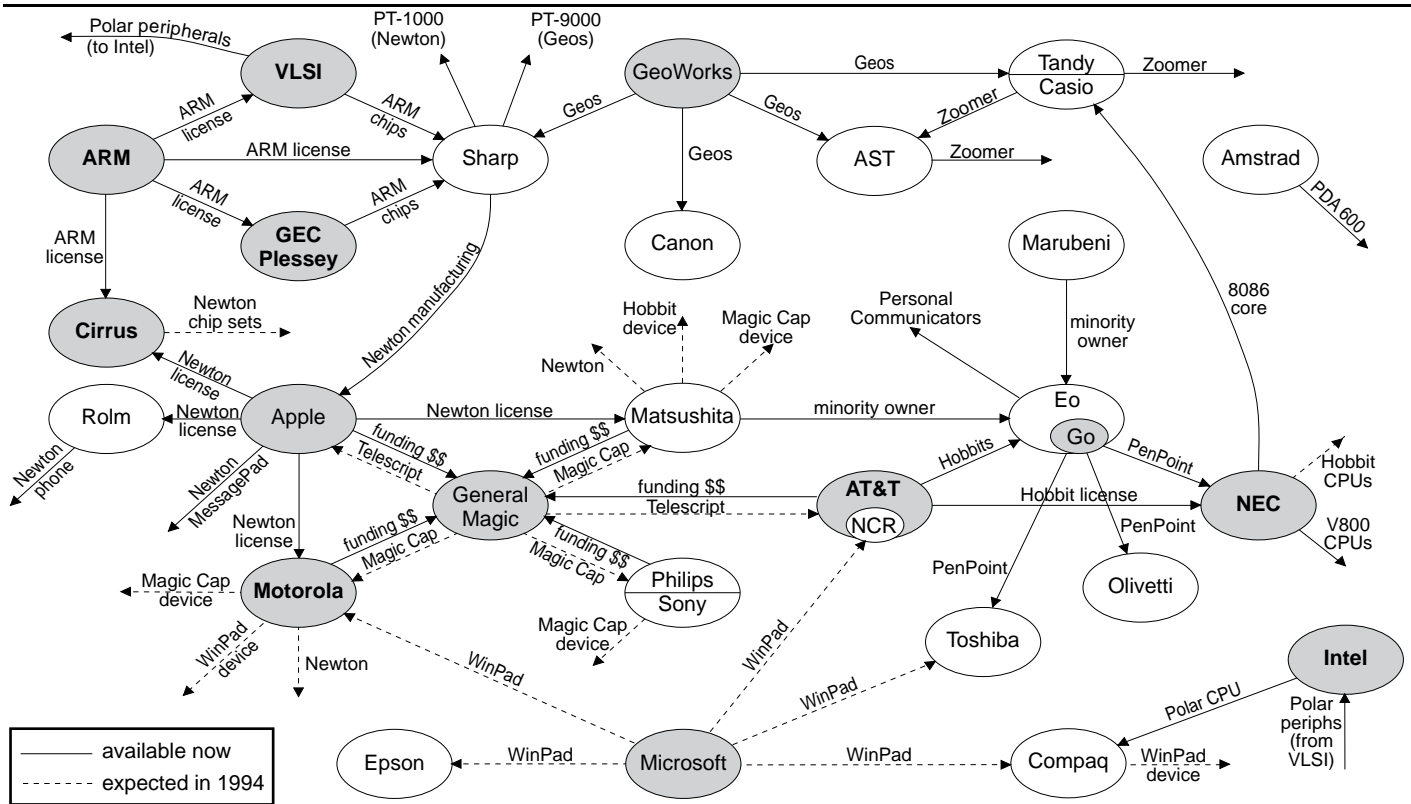 Polar peripherals
(to Intel)
PT-1000
(Newton)
PT-9000
(Geos)
VLSI
GeoWorks
Geos
Tandy
Casio
Zoomer
ARM
license
ARM
chips
Geos
Geos
Zoomer
ARM
ARM license
Sharp
AST
Zoomer
Amstrad
PDA 600
ARM
license
ARM
chips
Geos
GEC
Plessey
Canon
Marubeni
ARM
license
Newton manufacturing
8086
core
Newton
chip sets
Cirrus
Hobbit
device
Magic Cap
device
Personal
Communicators
minority
owner
Newton
Newton
license
Rolm
Newton
license
Apple
Newton license
Matsushita
minority owner
Eo
Go
funding $$
Telescript
funding $$
Magic Cap
Hobbits
PenPoint
Newton
phone
Newton
MessagePad
General
Magic
funding $$
Telescript
AT&T
NCR
Hobbit license
NEC
Hobbit
CPUs
V800
CPUs
Newton
license
funding $$
Magic Cap
funding $$
Magic Cap
PenPoint
PenPoint
Magic Cap
device
Motorola
Philips
Sony
Olivetti
WinPad
device
Newton
Magic Cap
device
Toshiba
WinPad
WinPad
WinPad
Intel
Polar CPU
Polar
periphs
(from
VLSI)
available now
expected in 1994
Epson
WinPad
Microsoft
WinPad
Compaq
WinPad
device